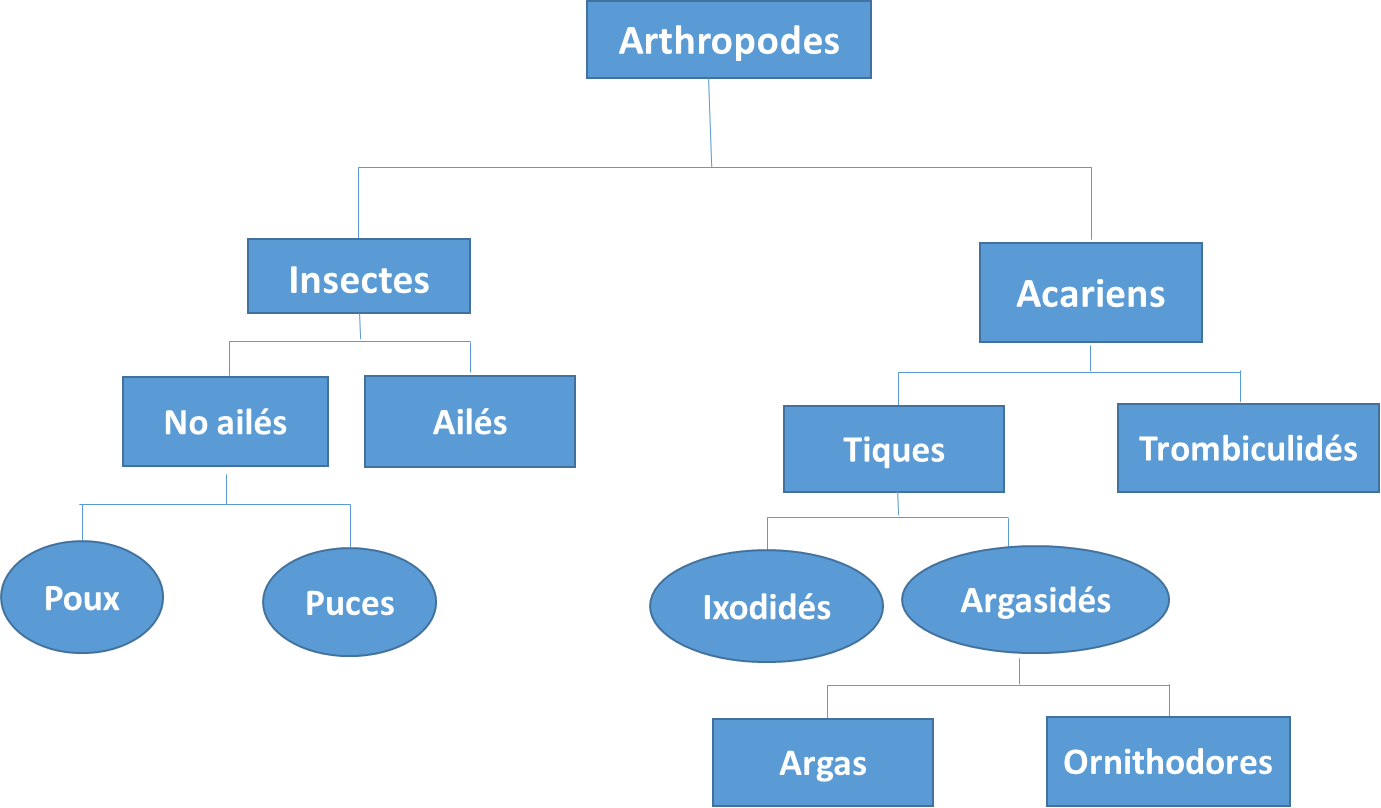 Arthropodes
Insectes
Acariens
No ailés
Ailés
Tiques
Trombiculidés
Poux
Puces
Ixodidés
Argasidés
Argas
Ornithodores